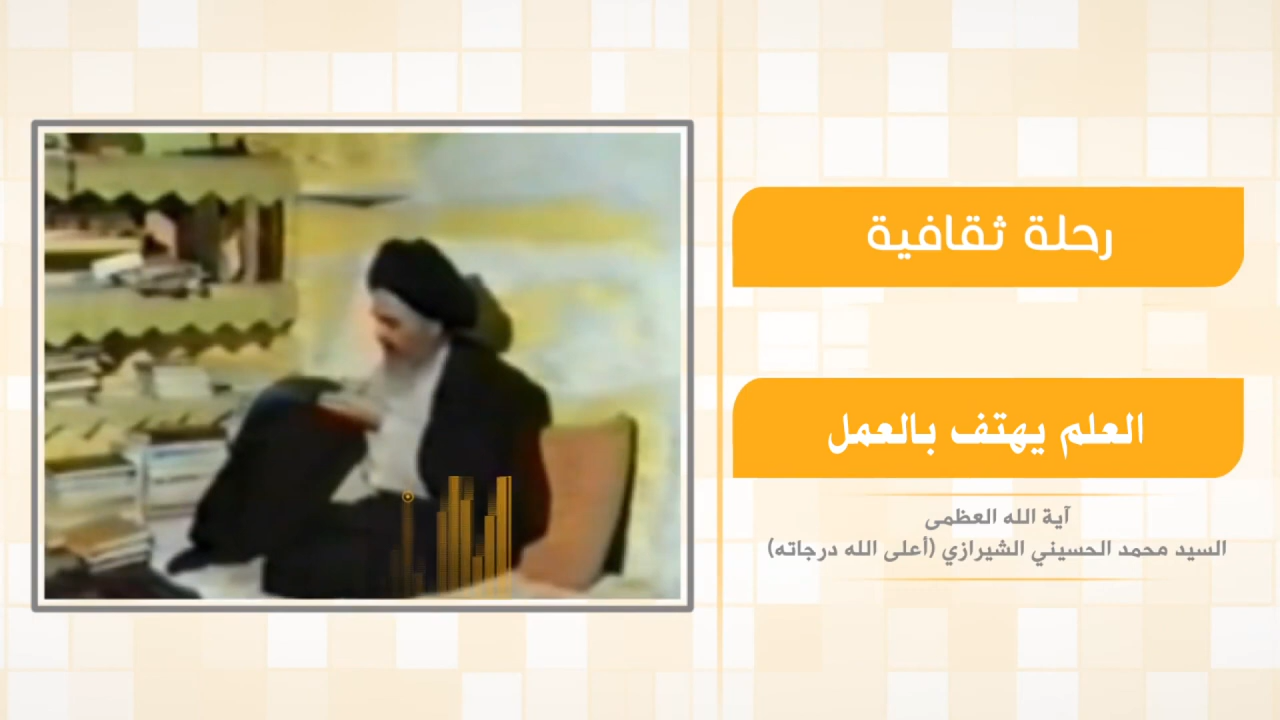 رحلة ثقافية
العلم يهتف بالعمل
آية الله العظمى
السيد محمد الحسيني الشيرازي (أعلى الله درجاته)